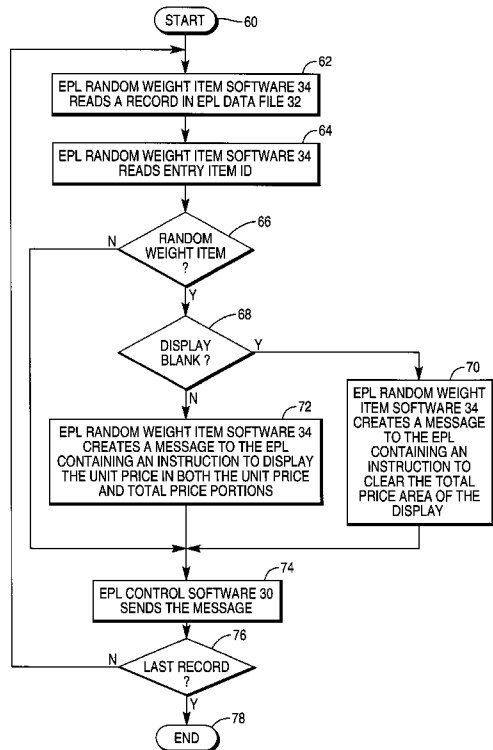 START
60
62
EPL RANDOM WEIGHT ITEM SOFTWARE 34
READS A RECORD IN EPL DATA FILE 32
64
EPL RANDOM WEIGHT ITEM SOFTWARE 34
READS ENTRY ITEM ID
66
N
RANDOM
WEIGHT ITEM
?
Y
68
DISPLAY
BLANK ?
Y
N
70
EPL RANDOM WEIGHT
ITEM SOFTWARE 34
CREATES A MESSAGE
TO THE EPL
CONTAINING AN
INSTRUCTION TO
CLEAR THE TOTAL
PRICE AREA OF THE
DISPLAY
72
EPL RANDOM WEIGHT ITEM SOFTWARE 34
CREATES A MESSAGE TO THE EPL
CONTAINING AN INSTRUCTION TO DISPLAY
THE UNIT PRICE IN BOTH THE UNIT PRICE
AND TOTAL PRICE PORTIONS
74
EPL CONTROL SOFTWARE 30
SENDS THE MESSAGE
76
N
LAST RECORD
?
Y
END
78